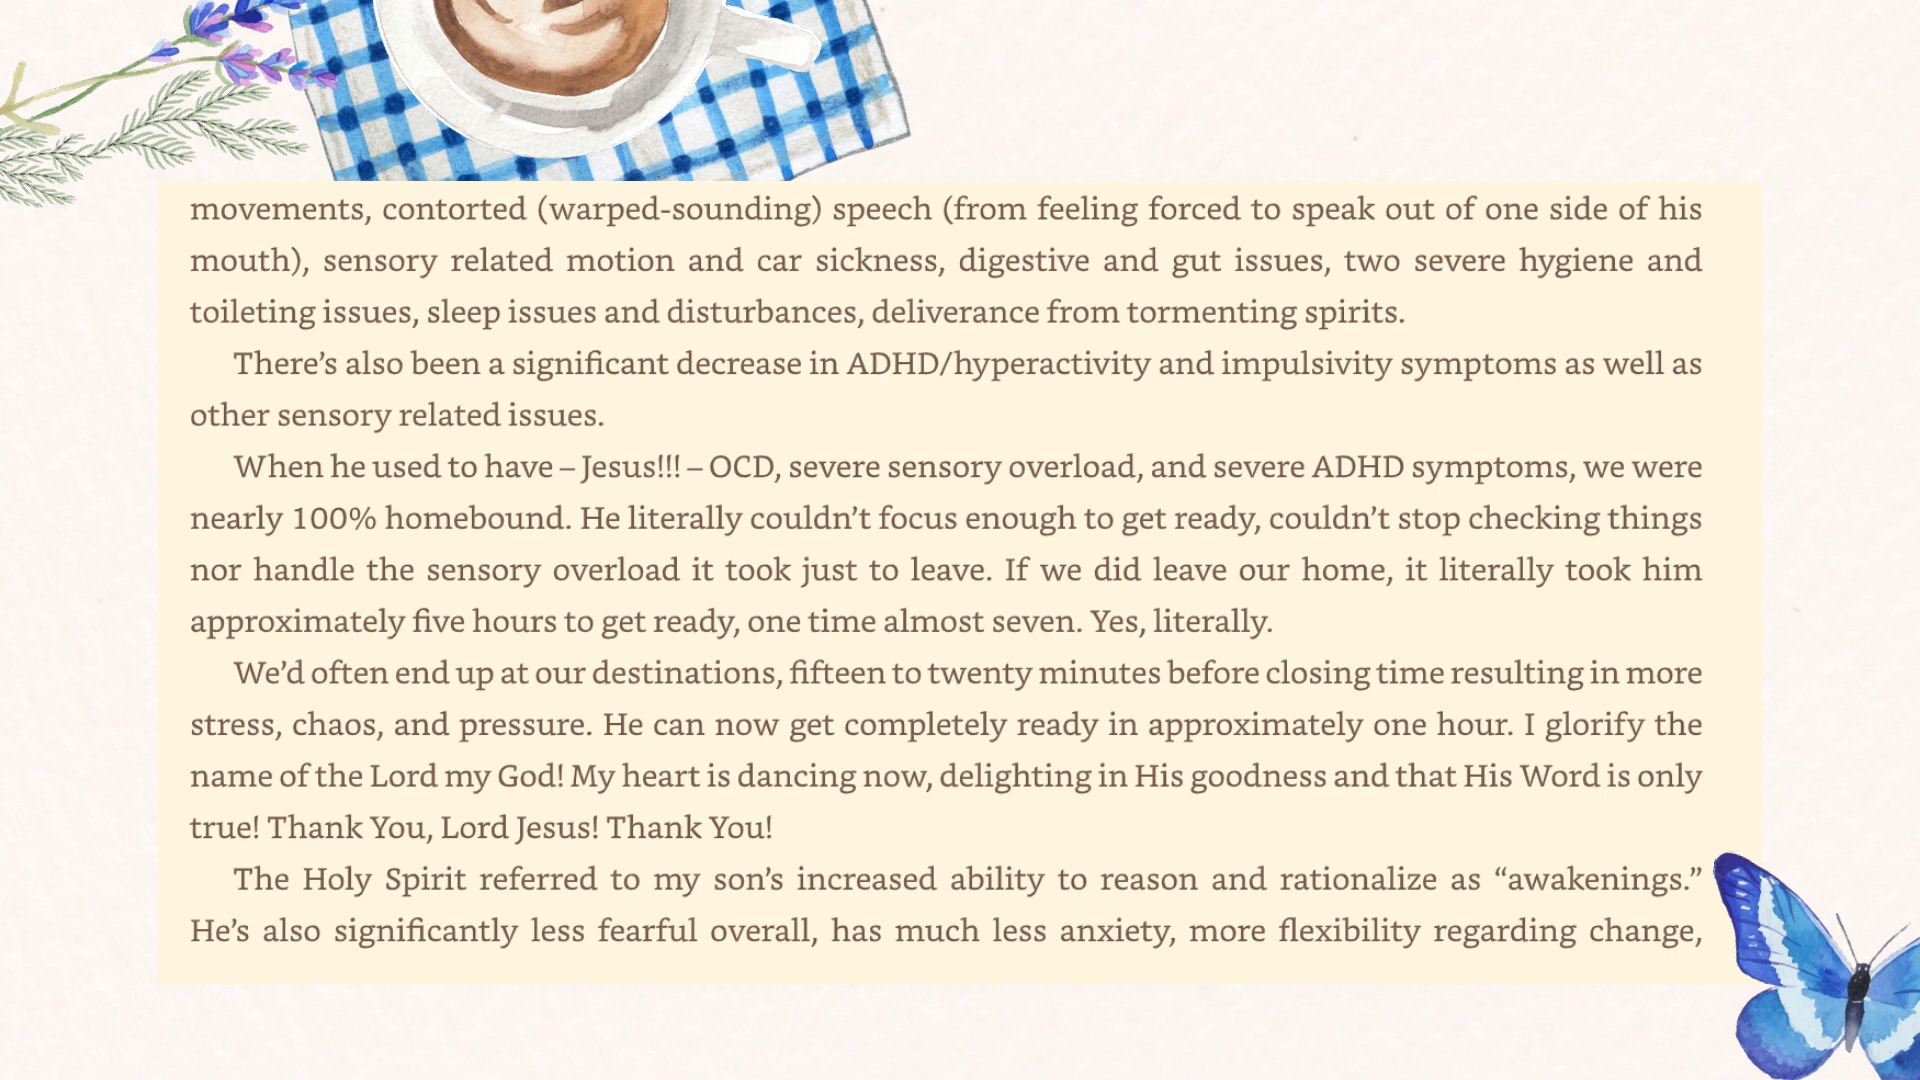 movements, contorted (warped-sounding) speech (from feeling forced to speak out of one side of his
mouth), sensory related motion and car sickness, digestive and gut issues, two severe hygiene and
toileting issues, sleep issues and disturbances, deliverance from tormenting spirits.
There’s also been a significant decrease in ADHD/hyperactivity and impulsivity symptoms as well as
other sensory related issues.
When he used to have – Jesus!!! – OCD, severe sensory overload, and severe ADHD symptoms, we were
nearly 100% homebound. He literally couldn’t focus enough to get ready, couldn’t stop checking things
nor handle the sensory overload it took just to leave. If we did leave our home, it literally took him
approximately five hours to get ready, one time almost seven. Yes, literally.
We’d often end up at our destinations, fifteen to twenty minutes before closing time resulting in more
stress, chaos, and pressure. He can now get completely ready in approximately one hour. I glorify the
name of the Lord my God! My heart is dancing now, delighting in His goodness and that His Word is only
true! Thank You, Lord Jesus! Thank You!
The Holy Spirit referred to my son’s increased ability to reason and rationalize as “awakenings.”
He’s also significantly less fearful overall, has much less anxiety, more flexibility regarding change,